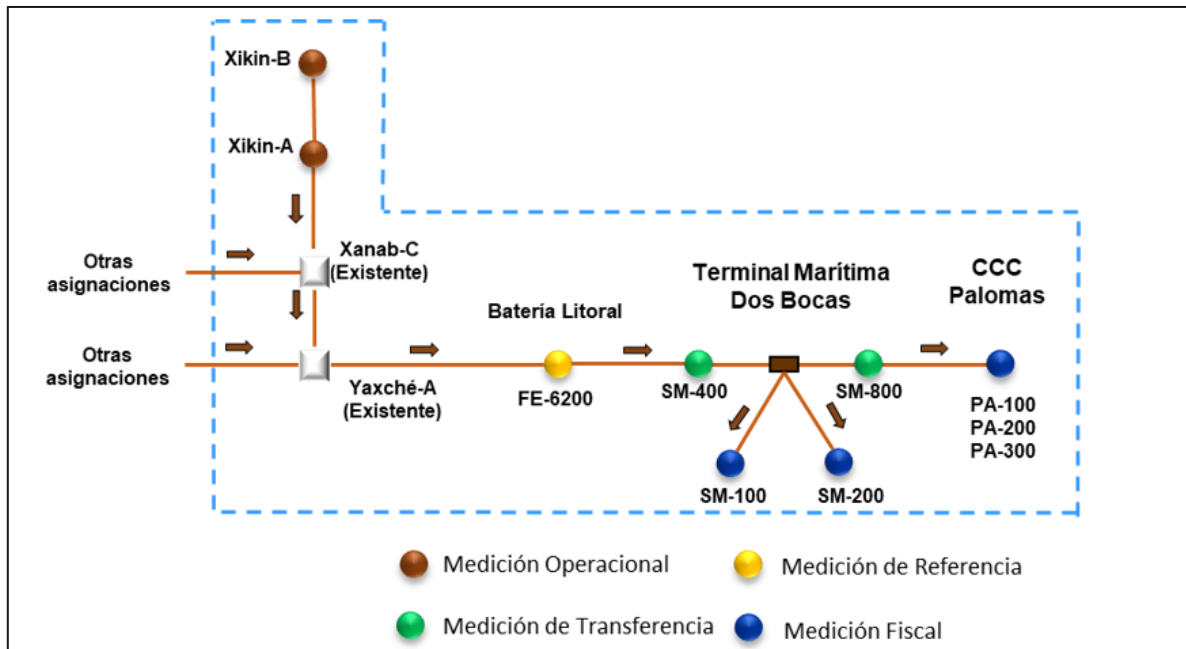 Xikin-B
Xikin-A
Otras
asignaciones
Xanab-C
(Existente)
Terminal Marítima
Dos Bocas
CCC
Palomas
Batería Litoral
Otras
asignaciones
Yaxché-A
(Existente)
FE-6200
SM-400
SM-800
PA-100
PA-200
PA-300
SM-100
SM-200
Medición Operacional
Medición de Referencia
Medición de Transferencia
Medición Fiscal